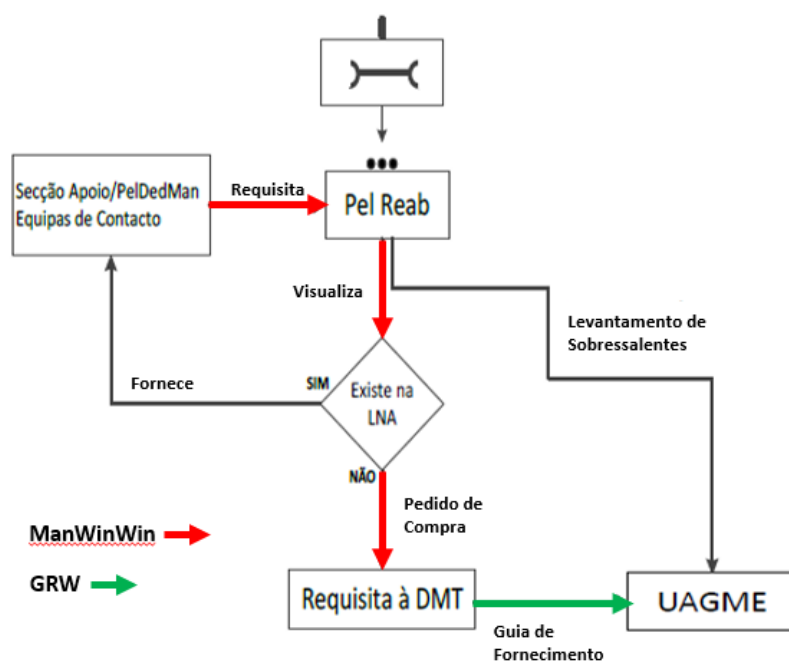 Secção Apoio/PelDedMan
Equipas de Contacto
Requisita
Pel Reab
Visualiza
Levantamento de
Sobressalentes
Fornece
SIM
Existe na
LNA
NÃO
Pedido de
Compra
ManWinWin
GRW
Requisita à DMT
UAGME
Guia de
Fornecimento